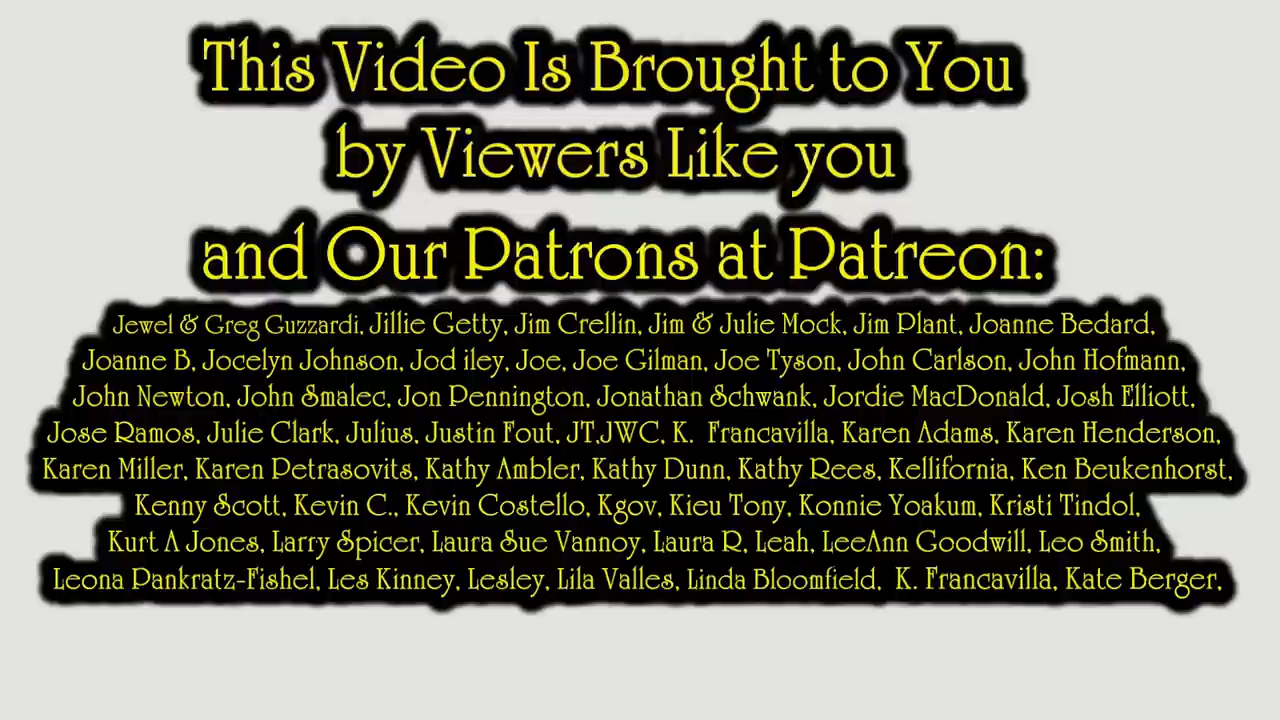 This Video Is Brought to You
by Viewers Like you
and Our Patrons at Patreon:
Jewel & Greg Guzzardi, Jillie Getty, Jim Crellin, Jim & Julie Mock, Jim Plant, Joanne Bedard,
Joanne B, Jocelyn Johnson, Jod iley, Joe, Joe Gilman, Joe Tyson, John Carlson, John Hofmann,
John Newton, John Smalec, Jon Pennington, Jonathan Schwank, Jordie MacDonald, Josh Elliott,
Jose Ramos, Julie Clark, Julius, Justin Fout, JT,JWC, K. Francavilla, Karen Adams, Karen Henderson,
Karen Miller, Karen Petrasovits, Kathy Ambler, Kathy Dunn, Kathy Rees, Kellifornia, Ken Beukenhorst,
Kenny Scott, Kevin C., Kevin Costello, Kgov, Kieu Tony, Konnie Yoakum, Kristi Tindol,
Kurt A Jones, Larry Spicer, Laura Sue Vannoy, Laura R, Leah, LeeAnn Goodwill, Leo Smith,
Leona Pankratz-Fishel, Les Kinney, Lesley, Lila Valles, Linda Bloomfield, K. Francavilla, Kate Berger,